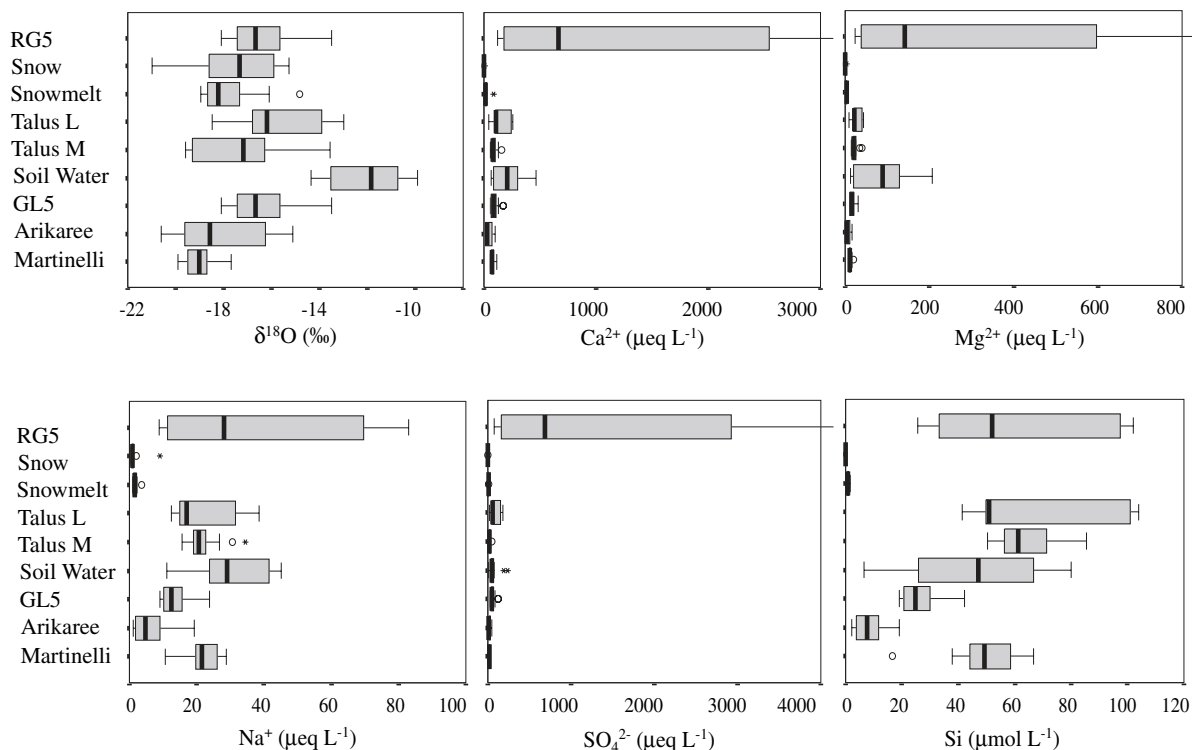 RG5
Snow
Snowmelt
Talus L
Talus M
Soil Water
GL5
Arikaree
Martinelli
-22 -18 -14 -10
δ¹⁸O (‰)
0 1000 2000 3000
Ca²⁺ (µeq L⁻¹)
0 200 400 600 800
Mg²⁺ (µeq L⁻¹)
RG5
Snow
Snowmelt
Talus L
Talus M
Soil Water
GL5
Arikaree
Martinelli
0 20 40 60 80 100
Na⁺ (µeq L⁻¹)
0 1000 2000 3000 4000
SO₄²⁻ (µeq L⁻¹)
0 20 40 60 80 100 120
Si (µmol L⁻¹)